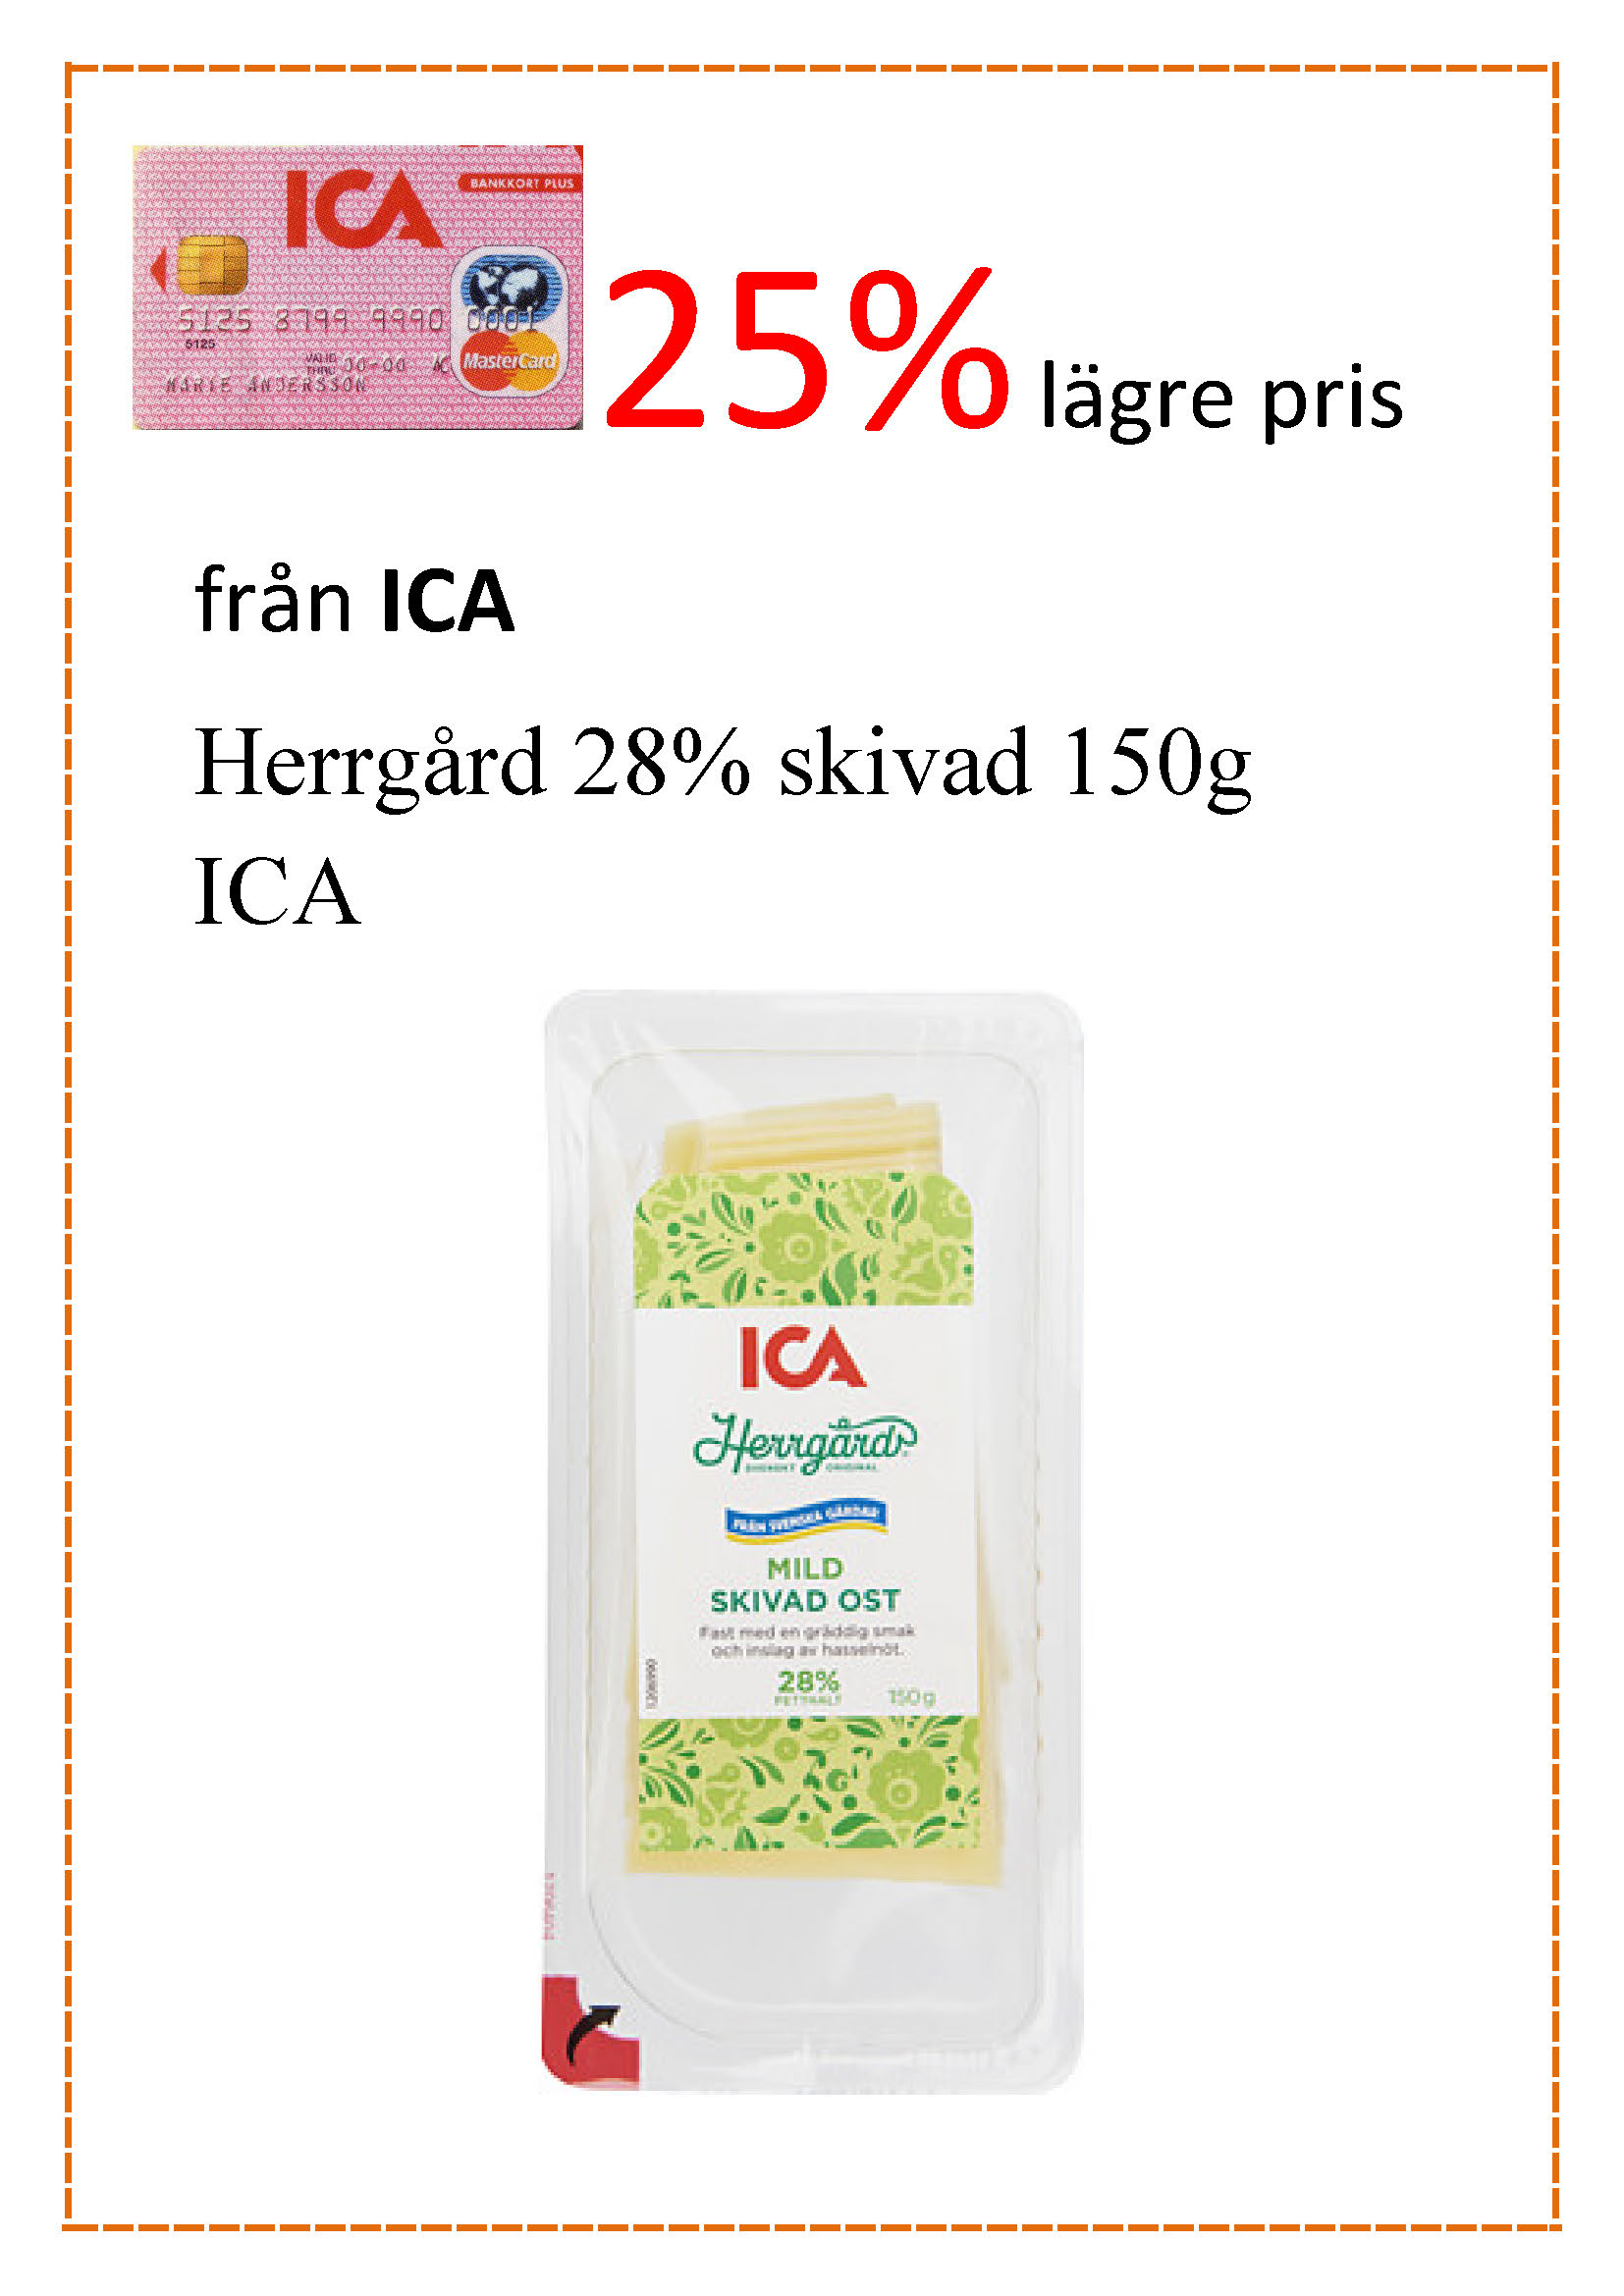 ICA
BANKKORT PLUS
5125 8799 9990 0001
5125
VALID THRU 00-00
MasterCard
MARIE ANDERSSON
25% lägre pris
från ICA
Herrgård 28% skivad 150g
ICA
ICA
Herrgård
SVENSKT ORIGINAL
FRÅN SVENSKA GÅRDAR
MILD
SKIVAD OST
Fast med en gräddig smak
och inslag av hasselnöt.
28%
FETTHALT
150g